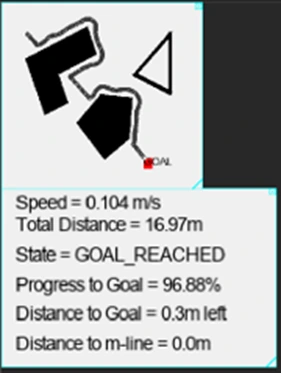 GOAL
Speed = 0.104 m/s
Total Distance = 16.97m
State = GOAL_REACHED
Progress to Goal = 96.88%
Distance to Goal = 0.3m left
Distance to m-line = 0.0m